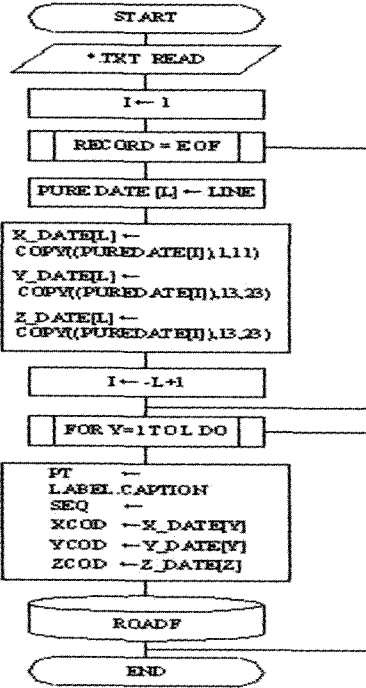 START
*.TXT READ
I ← 1
RECORD = EOF
PURE DATE [L] ← LINE
X_DATE[L] ←
COPY((PUREDATE[I]),1,11)
Y_DATE[L] ←
COPY((PUREDATE[I]),13,23)
Z_DATE[L] ←
COPY((PUREDATE[I]),13,23)
I ← -L+1
FOR Y=1 TO L DO
PT ←
LABEL.CAPTION
SEQ ←
XCOD ← X_DATE[Y]
YCOD ← Y_DATE[Y]
ZCOD ← Z_DATE[Z]
ROADF
END